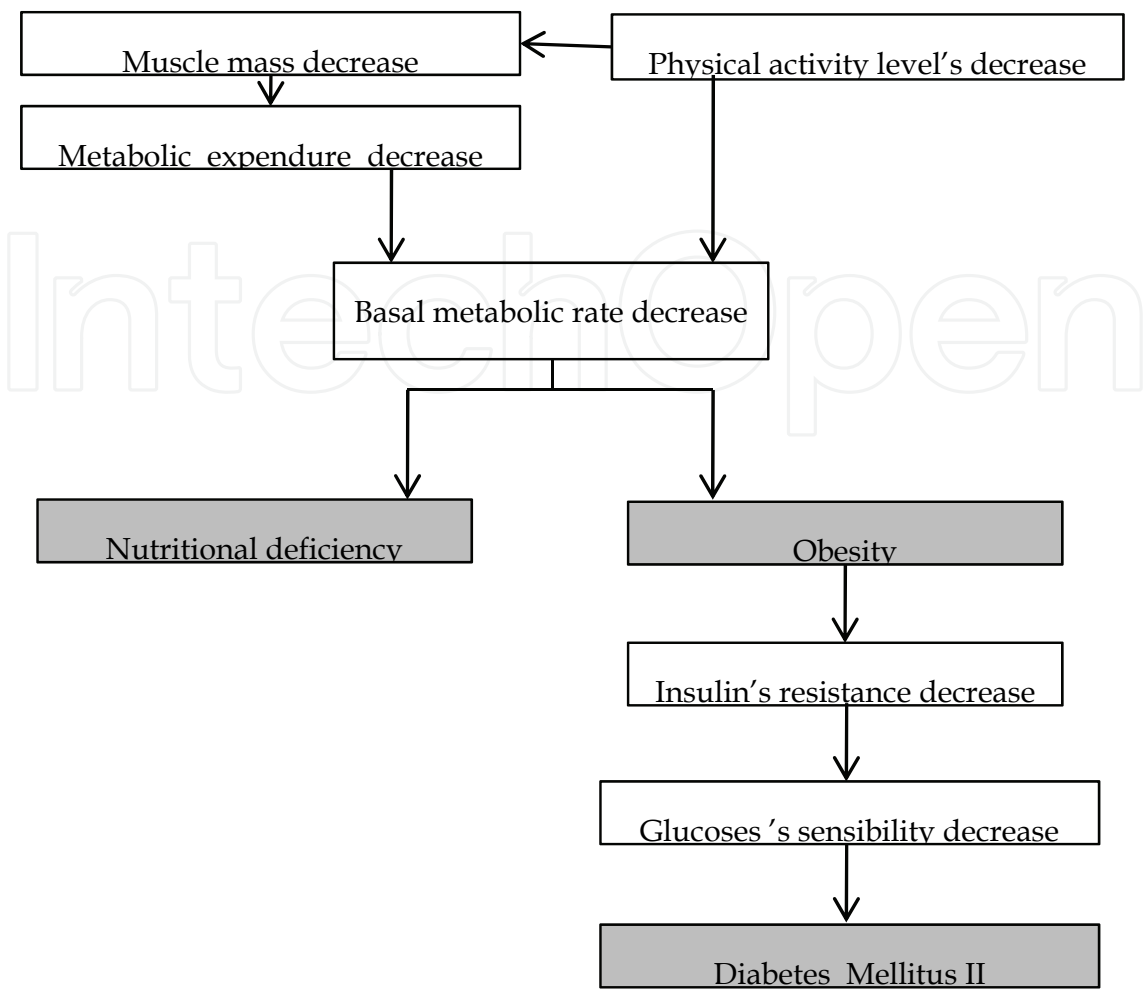 Muscle mass decrease
Physical activity level's decrease
Metabolic expendure decrease
IntechOpen
Basal metabolic rate decrease
Nutritional deficiency
Obesity
Insulin's resistance decrease
Glucoses 's sensibility decrease
Diabetes Mellitus II